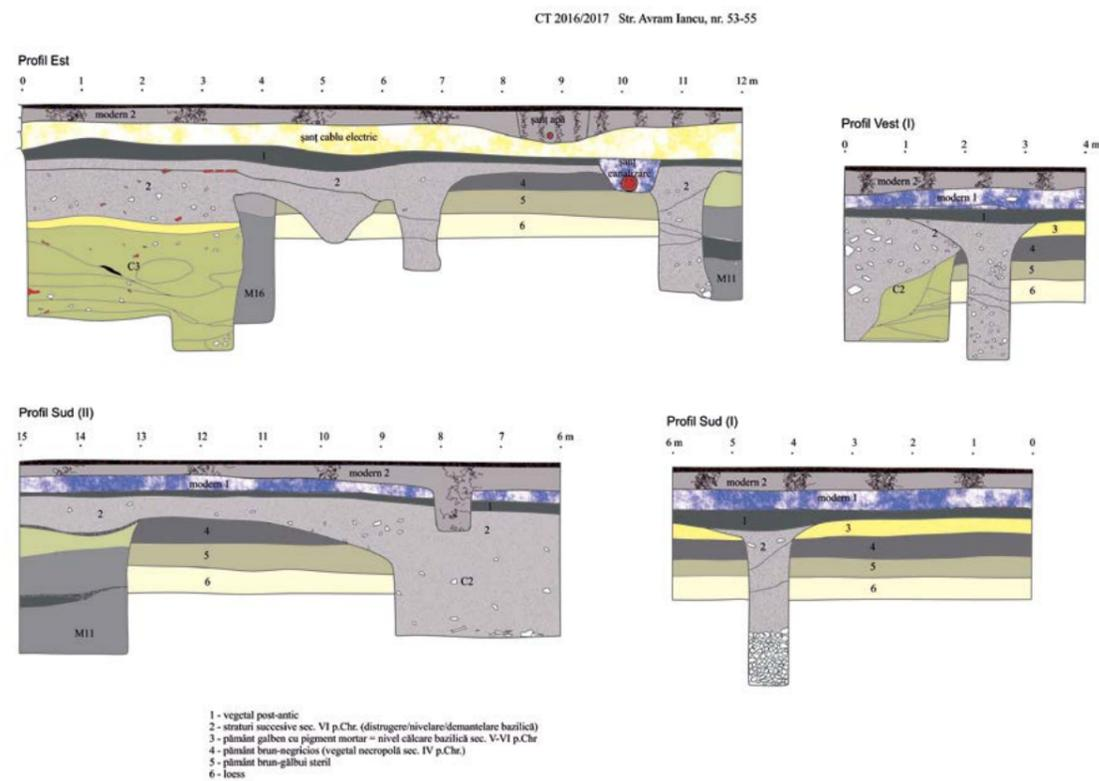 CT 2016/2017 Str. Avram Iancu, nr. 53-55
Profil Est
0 1 2 3 4 5 6 7 8 9 10 11 12 m
modern 2
șanț apă
șanț cablu electric
1
șanț canalizare
2
2
4
2
5
6
C3
M16
M11
Profil Vest (I)
0 1 2 3 4 m
modern 2
modern 1
1
2
3
4
C2
5
6
Profil Sud (II)
15 14 13 12 11 10 9 8 7 6 m
modern 2
modern 1
1
2
2
4
5
6
C2
M11
Profil Sud (I)
6 m 5 4 3 2 1 0
modern 2
modern 1
1
3
2
4
5
6
1 - vegetal post-antic
2 - straturi succesive sec. VI p.Chr. (distrugere/nivelare/demantelare bazilică)
3 - pământ galben cu pigment mortar = nivel călcare bazilică sec. V-VI p.Chr
4 - pământ brun-negricios (vegetal necropolă sec. IV p.Chr.)
5 - pământ brun-gălbui steril
6 - loess